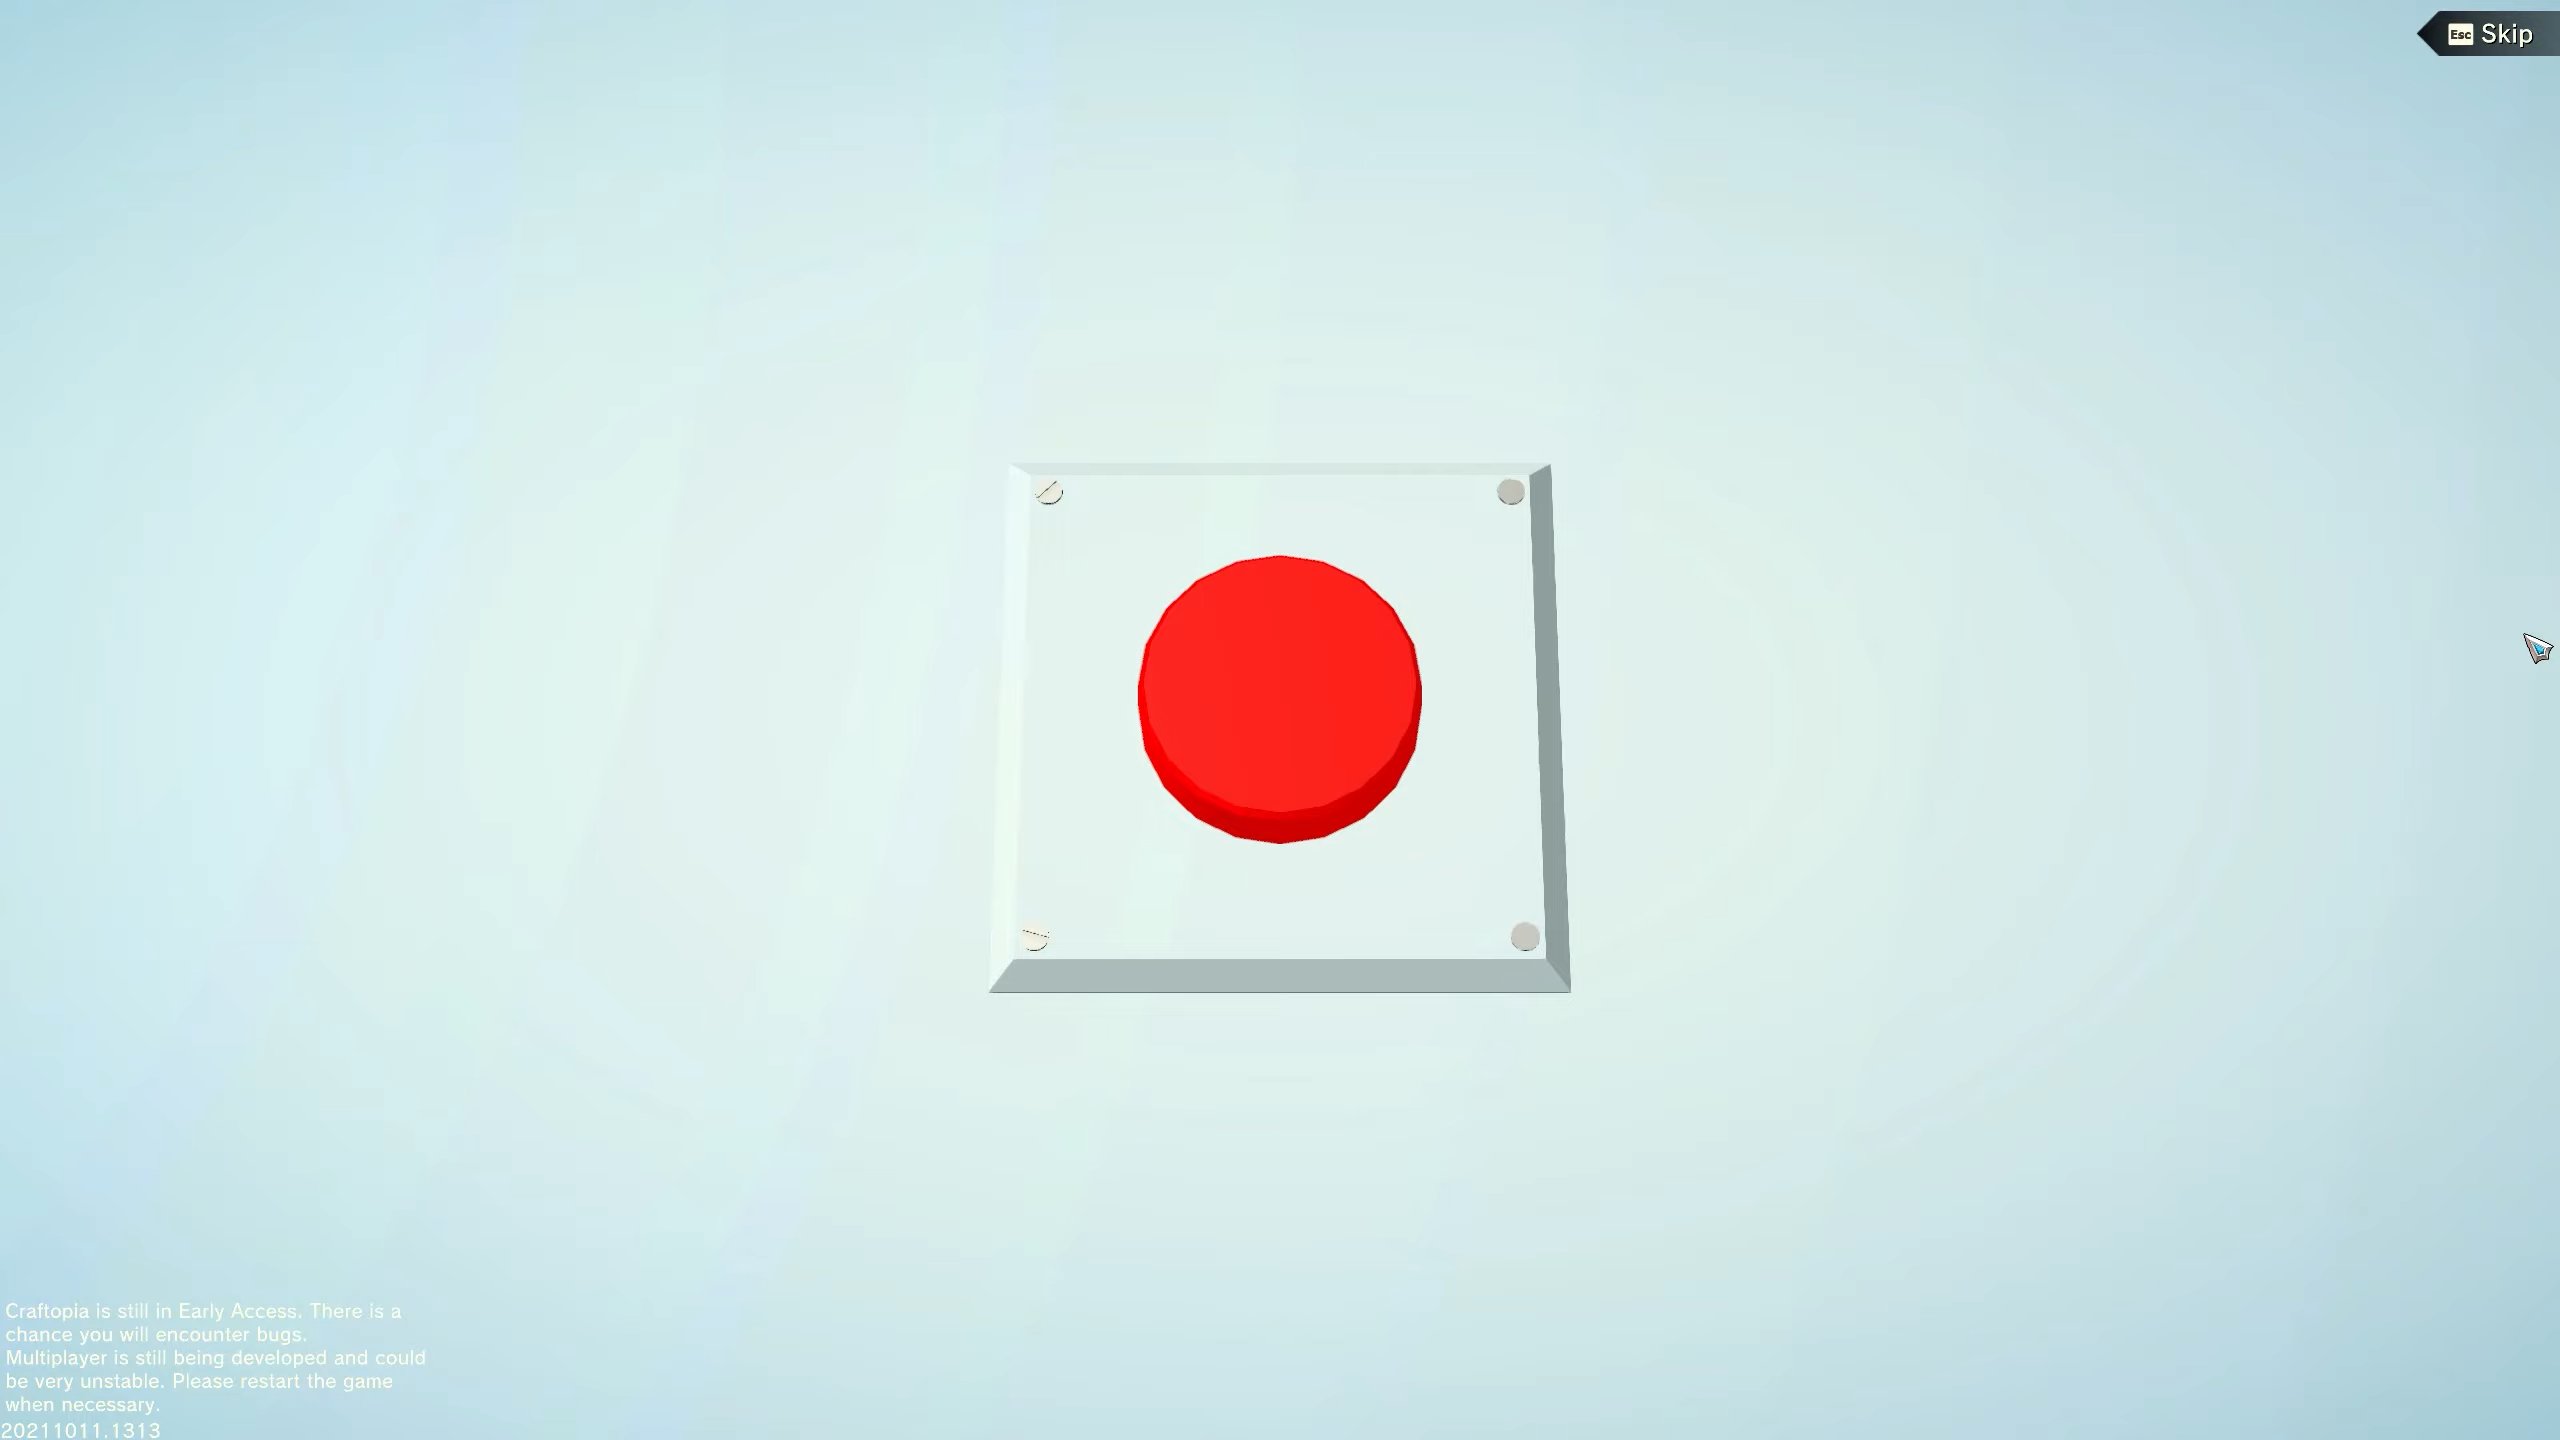 Esc Skip
Craftopia is still in Early Access. There is a
chance you will encounter bugs.
Multiplayer is still being developed and could
be very unstable. Please restart the game
when necessary.
20211011.1313